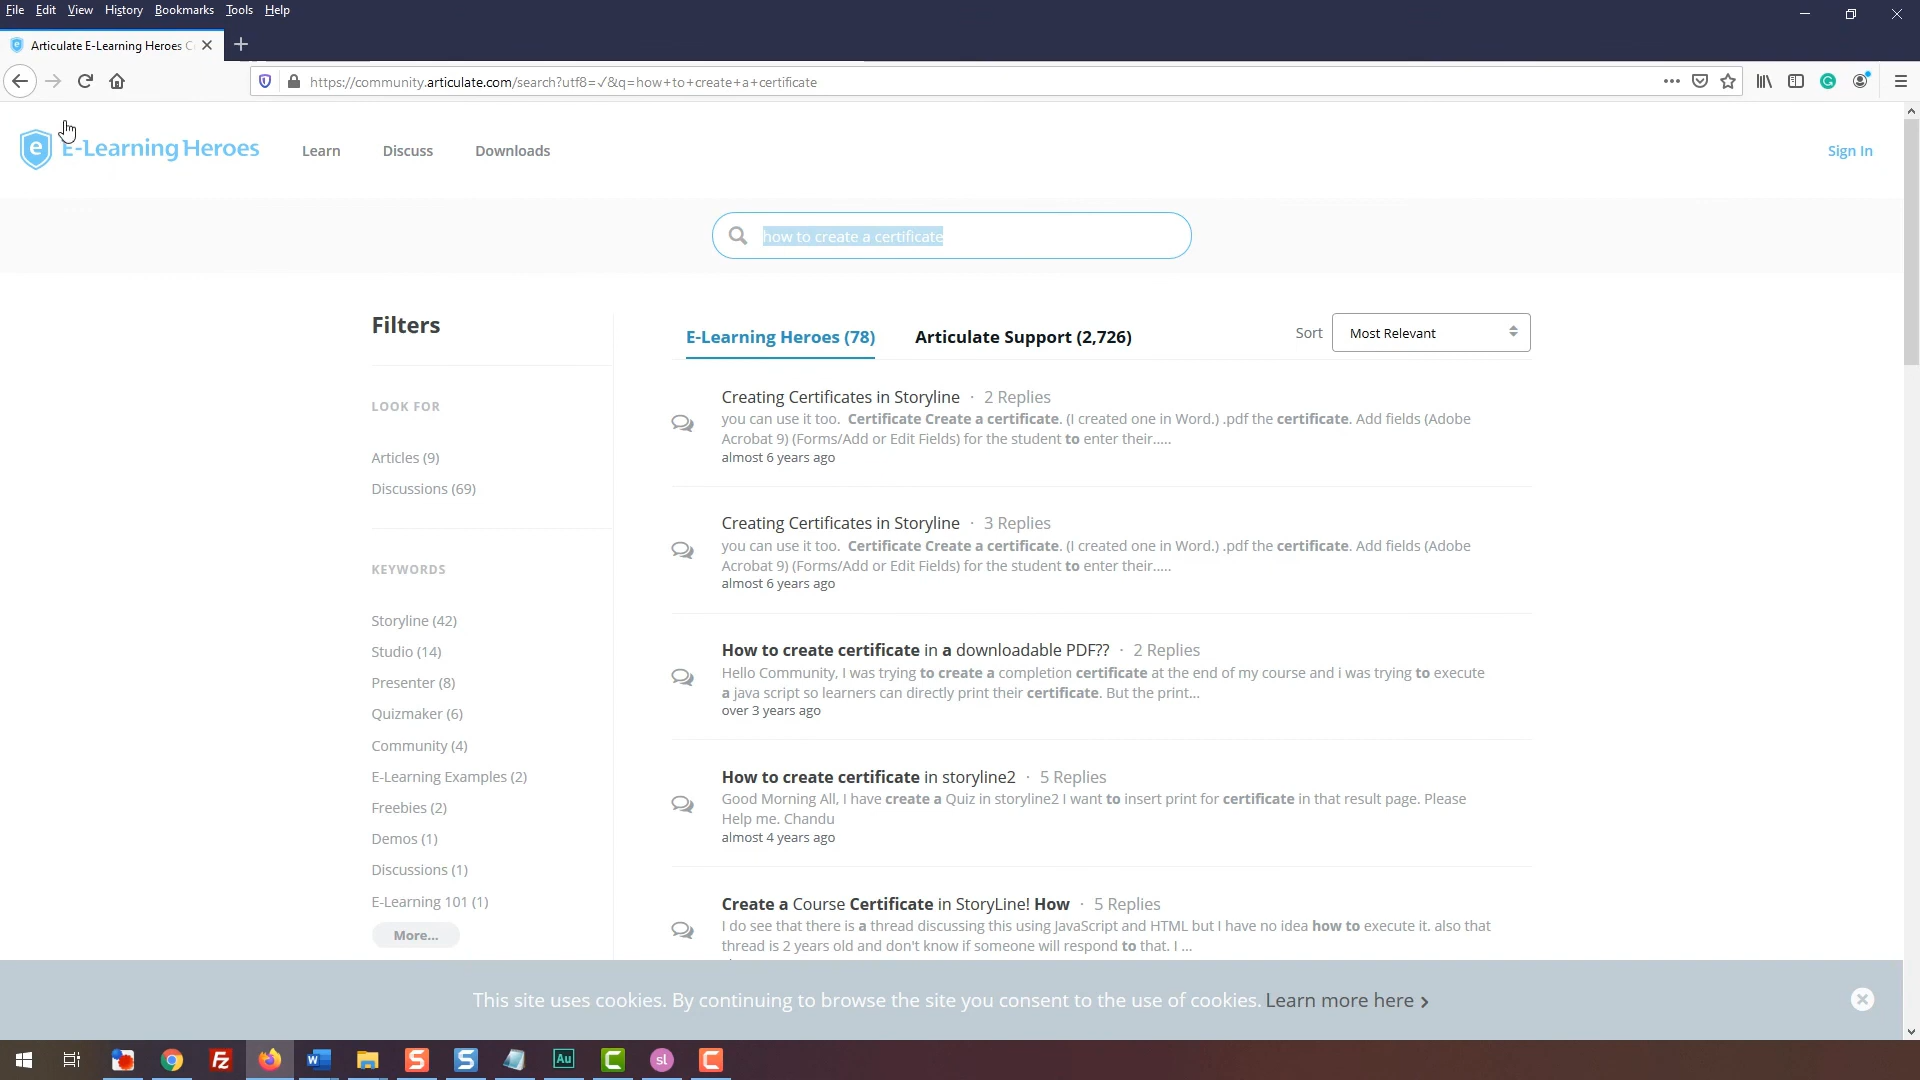 File Edit View History Bookmarks Tools Help
Articulate E-Learning Heroes C
https://community.articulate.com/search?utf8=✓&q=how+to+create+a+certificate
E-Learning Heroes
Learn
Discuss
Downloads
Sign In
how to create a certificate
Filters
LOOK FOR
Articles (9)
Discussions (69)
KEYWORDS
Storyline (42)
Studio (14)
Presenter (8)
Quizmaker (6)
Community (4)
E-Learning Examples (2)
Freebies (2)
Demos (1)
Discussions (1)
E-Learning 101 (1)
More...
E-Learning Heroes (78)
Articulate Support (2,726)
Sort
Most Relevant
Creating Certificates in Storyline · 2 Replies
you can use it too. Certificate Create a certificate. (I created one in Word.) .pdf the certificate. Add fields (Adobe
Acrobat 9) (Forms/Add or Edit Fields) for the student to enter their.....
almost 6 years ago
Creating Certificates in Storyline · 3 Replies
you can use it too. Certificate Create a certificate. (I created one in Word.) .pdf the certificate. Add fields (Adobe
Acrobat 9) (Forms/Add or Edit Fields) for the student to enter their.....
almost 6 years ago
How to create certificate in a downloadable PDF?? · 2 Replies
Hello Community, I was trying to create a completion certificate at the end of my course and i was trying to execute
a java script so learners can directly print their certificate. But the print...
over 3 years ago
How to create certificate in storyline2 · 5 Replies
Good Morning All, I have create a Quiz in storyline2 I want to insert print for certificate in that result page. Please
Help me. Chandu
almost 4 years ago
Create a Course Certificate in StoryLine! How · 5 Replies
I do see that there is a thread discussing this using JavaScript and HTML but I have no idea how to execute it. also that
thread is 2 years old and don't know if someone will respond to that. I ...
This site uses cookies. By continuing to browse the site you consent to the use of cookies. Learn more here >